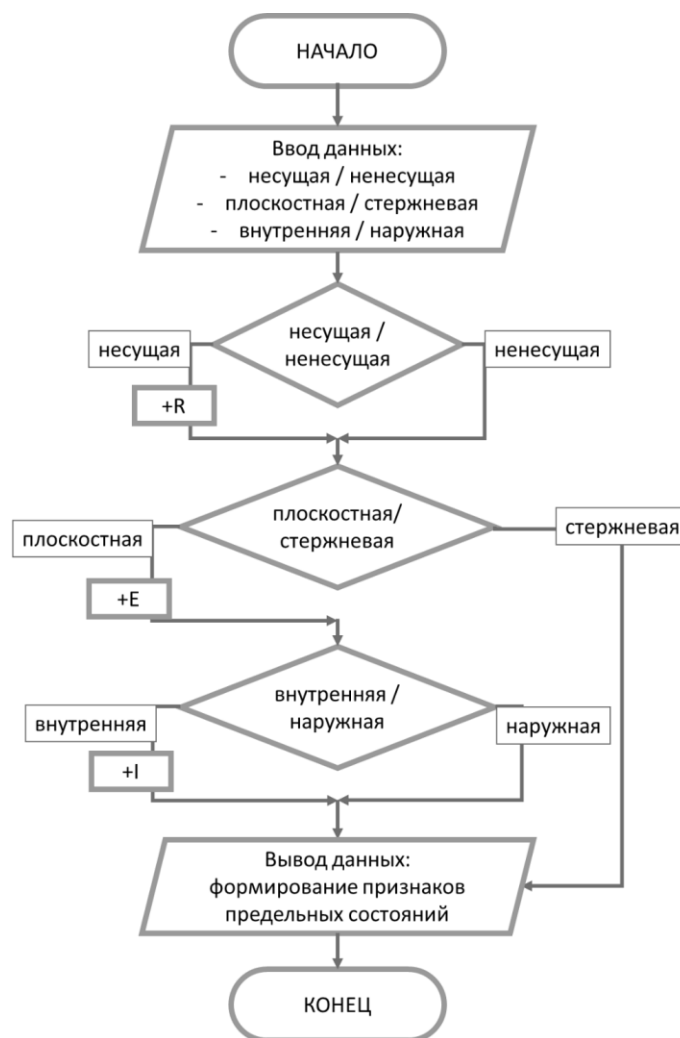 НАЧАЛО
Ввод данных:
- несущая / ненесущая
- плоскостная / стержневая
- внутренняя / наружная
несущая /
ненесущая
несущая
ненесущая
+R
плоскостная/
стержневая
плоскостная
стержневая
+E
внутренняя /
наружная
внутренняя
наружная
+I
Вывод данных:
формирование признаков
предельных состояний
КОНЕЦ